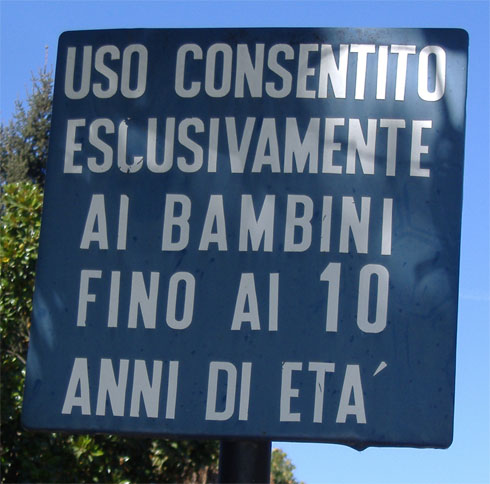 USO CONSENTITO
ESCLUSIVAMENTE
AI BAMBINI
FINO AI 10
ANNI DI ETA´